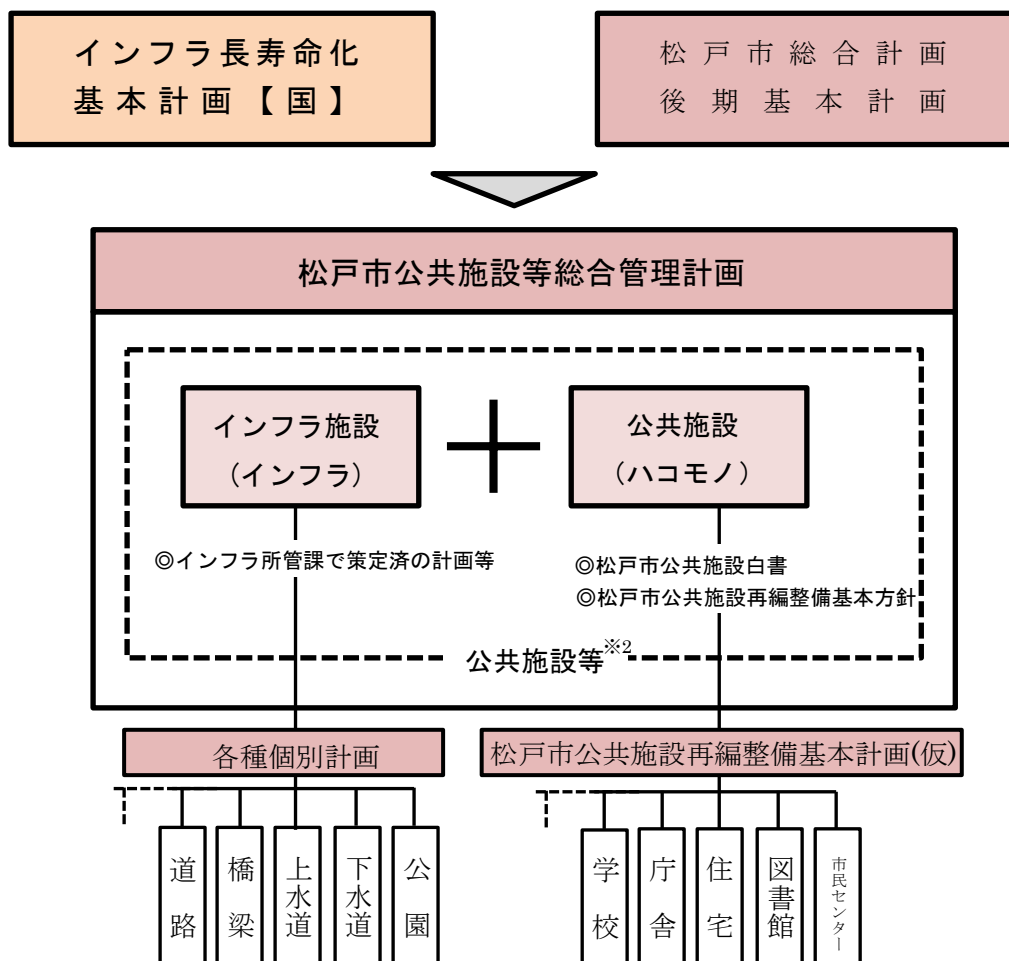 インフラ長寿命化
基本計画【国】
松戸市総合計画
後期基本計画
松戸市公共施設等総合管理計画
インフラ施設
（インフラ）
公共施設
（ハコモノ）
◎インフラ所管課で策定済の計画等
◎松戸市公共施設白書
◎松戸市公共施設再編整備基本方針
公共施設等※2
各種個別計画
松戸市公共施設再編整備基本計画(仮)
道路
橋梁
上水道
下水道
公園
学校
庁舎
住宅
図書館
市民センター